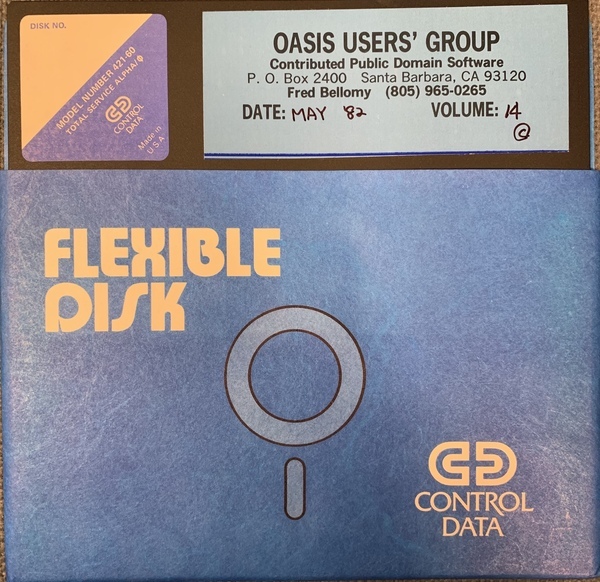 DISK NO.
MODEL NUMBER 421-60
TOTAL SERVICE ALPHA/
CONTROL
DATA
Made in
U.S.A.
OASIS USERS' GROUP
Contributed Public Domain Software
P. O. Box 2400 Santa Barbara, CA 93120
Fred Bellomy (805) 965-0265
DATE: MAY '82 VOLUME: 14
FLEXIBLE
DISK
CONTROL
DATA